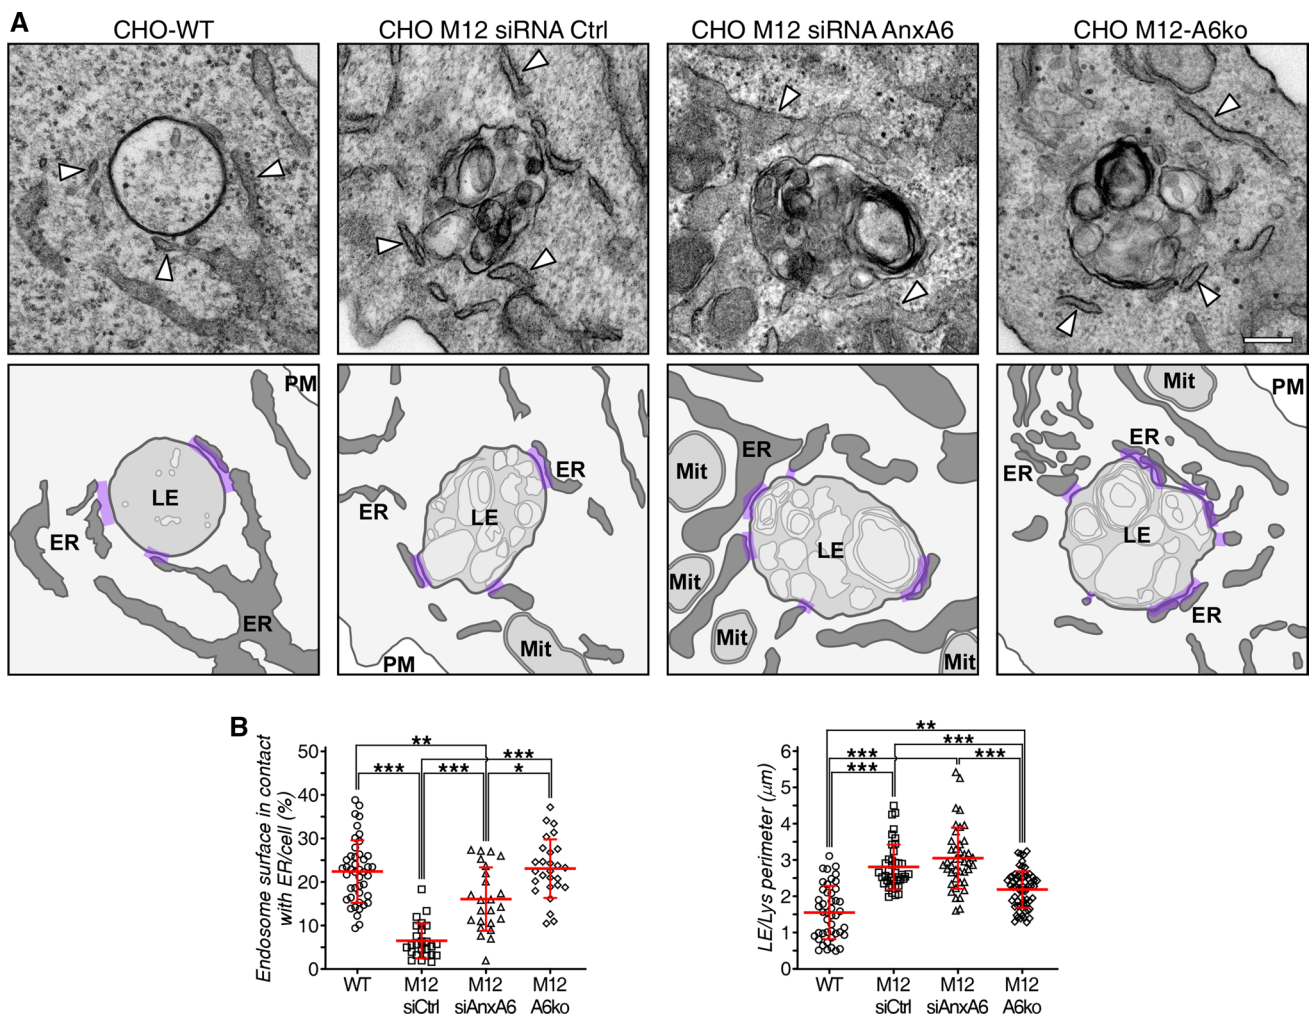 A
CHO-WT
CHO M12 siRNA Ctrl
CHO M12 siRNA AnxA6
CHO M12-A6ko
PM
LE
ER
ER
ER
LE
ER
Mit
PM
Mit
ER
LE
Mit
Mit
Mit
Mit
PM
ER
ER
LE
ER
B
Endosome surface in contact
with ER/cell (%)
50
40
30
20
10
0
**
***
***
***
*
WT
M12
siCtrl
M12
siAnxA6
M12
A6ko
LE/Lys perimeter (μm)
6
5
4
3
2
1
0
**
***
***
***
***
WT
M12
siCtrl
M12
siAnxA6
M12
A6ko